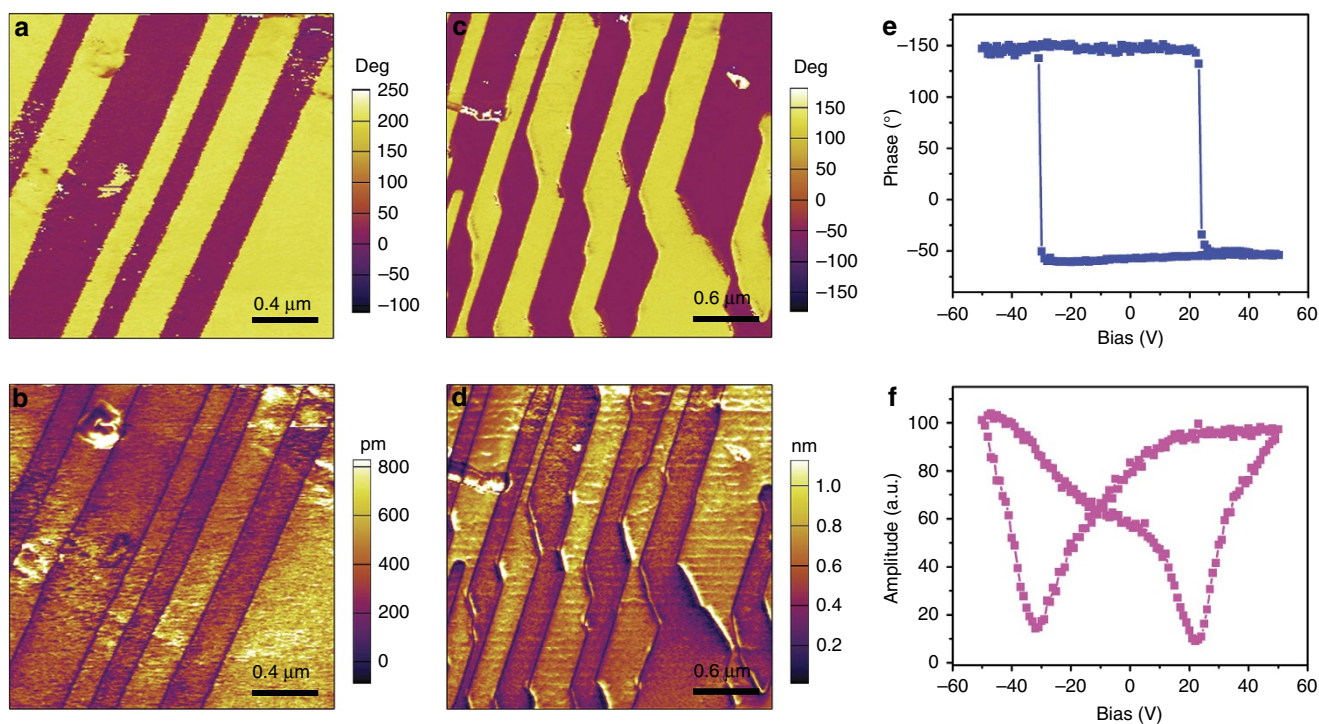 a
Deg
250
200
150
100
50
0
−50
−100
0.4 μm
c
Deg
150
100
50
0
−50
−100
−150
0.6 μm
e
Phase (°)
−150
100
50
0
−50
−60
−40
−20
0
20
40
60
Bias (V)
b
pm
800
600
400
200
0
0.4 μm
d
nm
1.0
0.8
0.6
0.4
0.2
0.6 μm
f
Amplitude (a.u.)
100
80
60
40
20
0
−60
−40
−20
0
20
40
60
Bias (V)